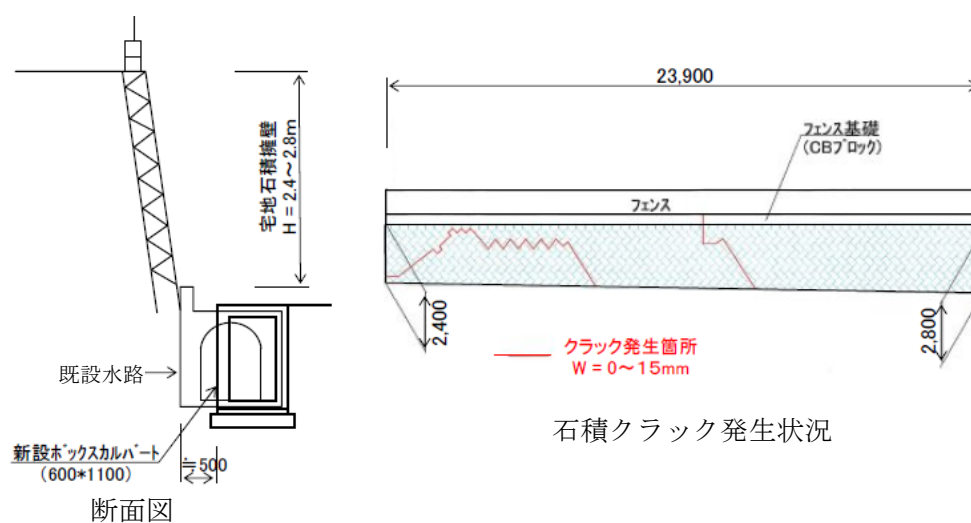 宅地石積擁壁
H=2.4~2.8m
既設水路
新設ボックスカルバート
(600*1100)
≒500
断面図
23,900
フェンス基礎
(CBブロック)
フェンス
2,400
2,800
クラック発生箇所
W=0~15mm
石積クラック発生状況